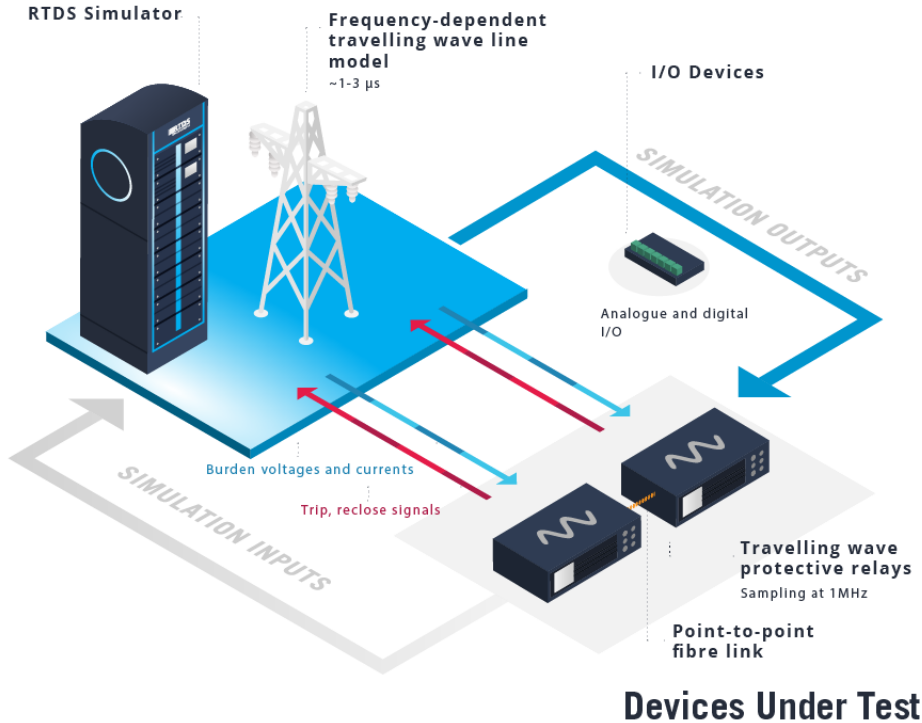 RTDS Simulator
Frequency-dependent
travelling wave line
model
~1-3 µs
I/O Devices
RTDS
SIMULATION OUTPUTS
Analogue and digital
I/O
Burden voltages and currents
Trip, reclose signals
SIMULATION INPUTS
Travelling wave
protective relays
Sampling at 1MHz
Point-to-point
fibre link
Devices Under Test